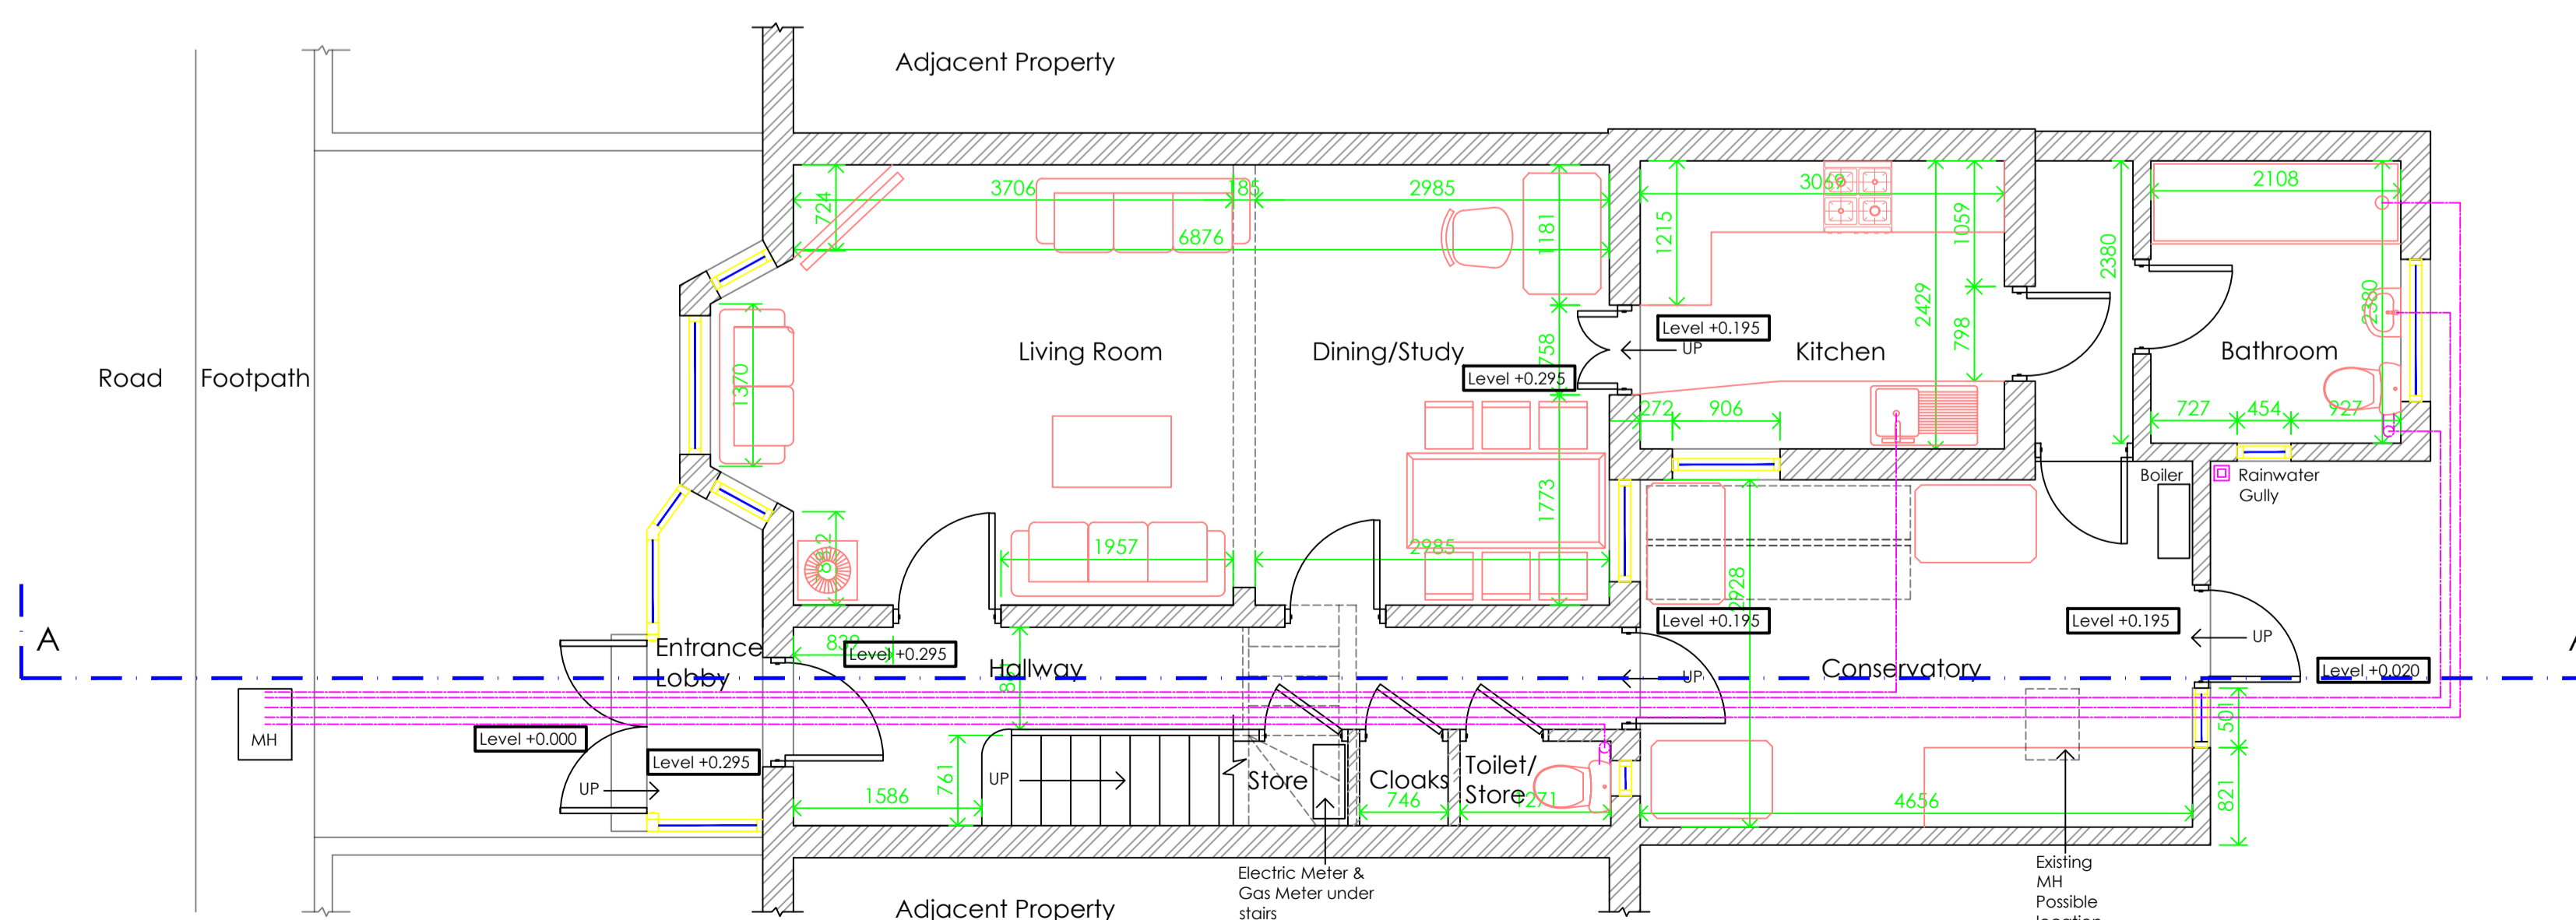 Adjacent Property
3706
185
2985
3069
2108
724
6876
1181
1215
1059
2380
2429
2380
Level +0.195
Living Room
Dining/Study
758
UP
Kitchen
798
Bathroom
Road
Footpath
1370
Level +0.295
272
906
727
454
927
1773
Boiler
Rainwater
Gully
1957
2985
2928
A
Entrance
Lobby
839
Level +0.295
Hallway
Level +0.195
Level +0.195
UP
UP
Conservatory
Level +0.020
MH
Level +0.000
Level +0.295
UP
UP
761
1586
Store
Cloaks
746
Toilet/
Store
1271
4656
501
821
Electric Meter &
Gas Meter under
stairs
Existing
MH
Possible
Adjacent Property